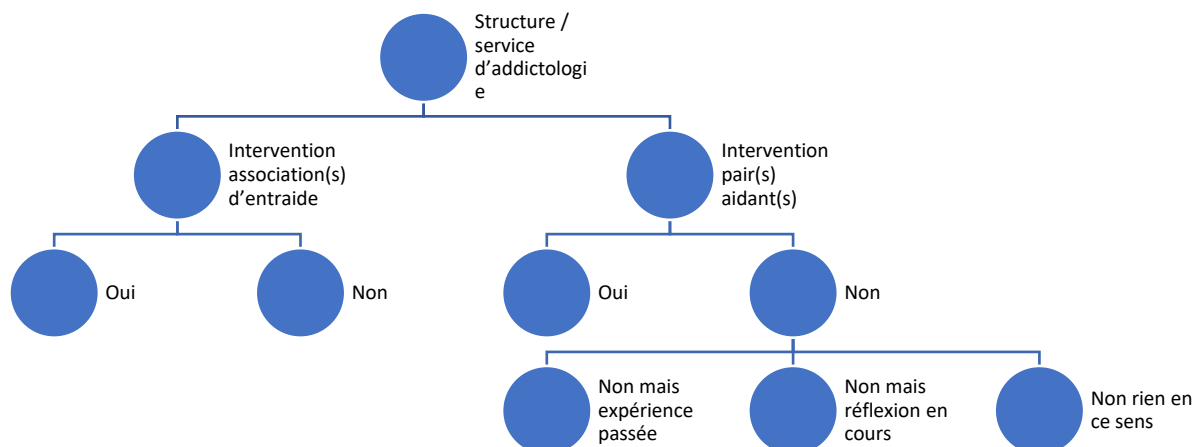 Structure /
service
d’addictologi
e
Intervention
association(s)
d’entraide
Intervention
pair(s)
aidant(s)
Oui
Non
Oui
Non
Non mais
expérience
passée
Non mais
réflexion en
cours
Non rien en
ce sens